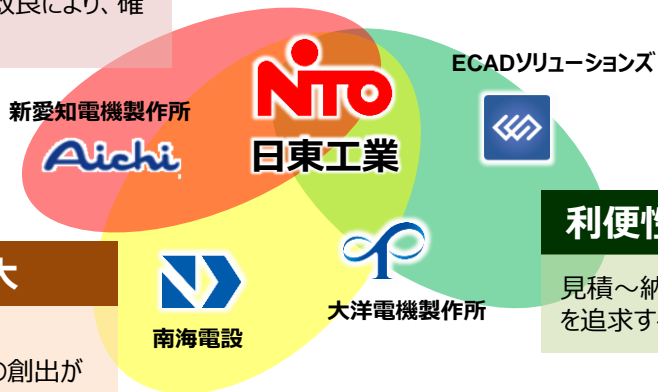 改良により、確
ECADソリューションズ
新愛知電機製作所
Aichi
NITO
日東工業
利便性
大
見積～納
を追求す
大洋電機製作所
南海電設
の創出が